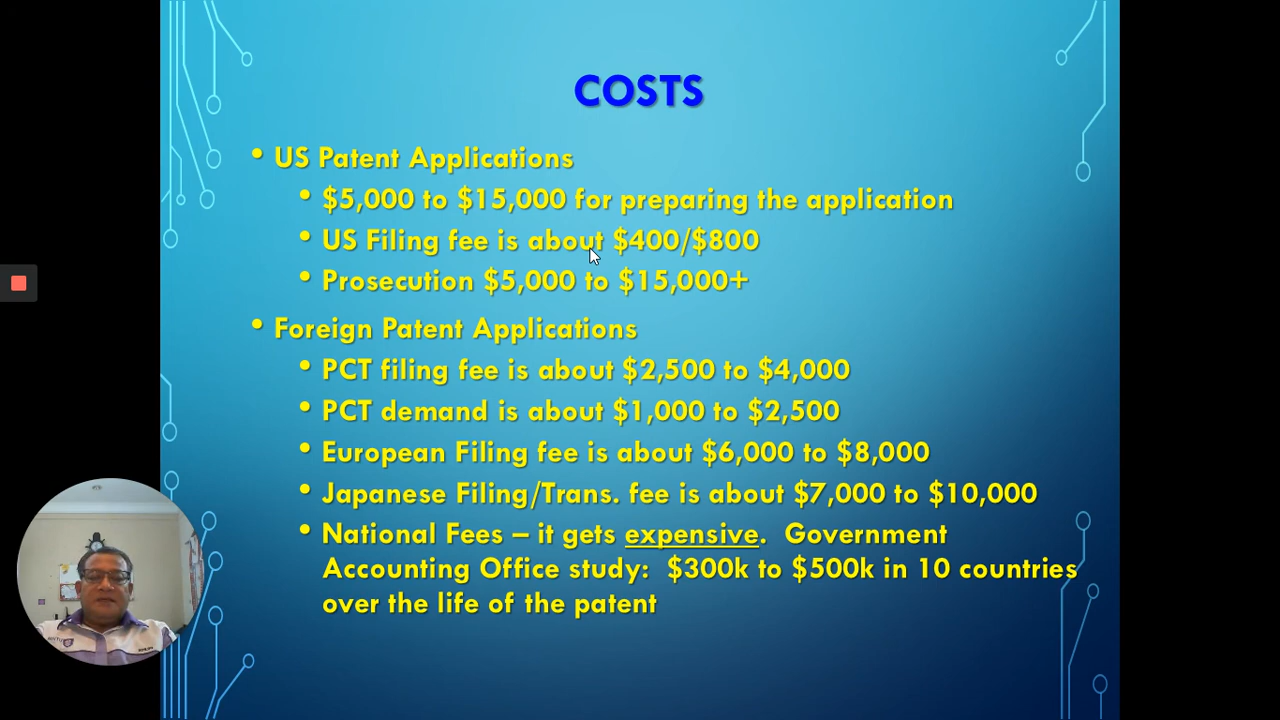 COSTS
• US Patent Applications
• $5,000 to $15,000 for preparing the application
• US Filing fee is about $400/$800
• Prosecution $5,000 to $15,000+
• Foreign Patent Applications
• PCT filing fee is about $2,500 to $4,000
• PCT demand is about $1,000 to $2,500
• European Filing fee is about $6,000 to $8,000
• Japanese Filing/Trans. fee is about $7,000 to $10,000
• National Fees – it gets expensive. Government
Accounting Office study: $300k to $500k in 10 countries
over the life of the patent